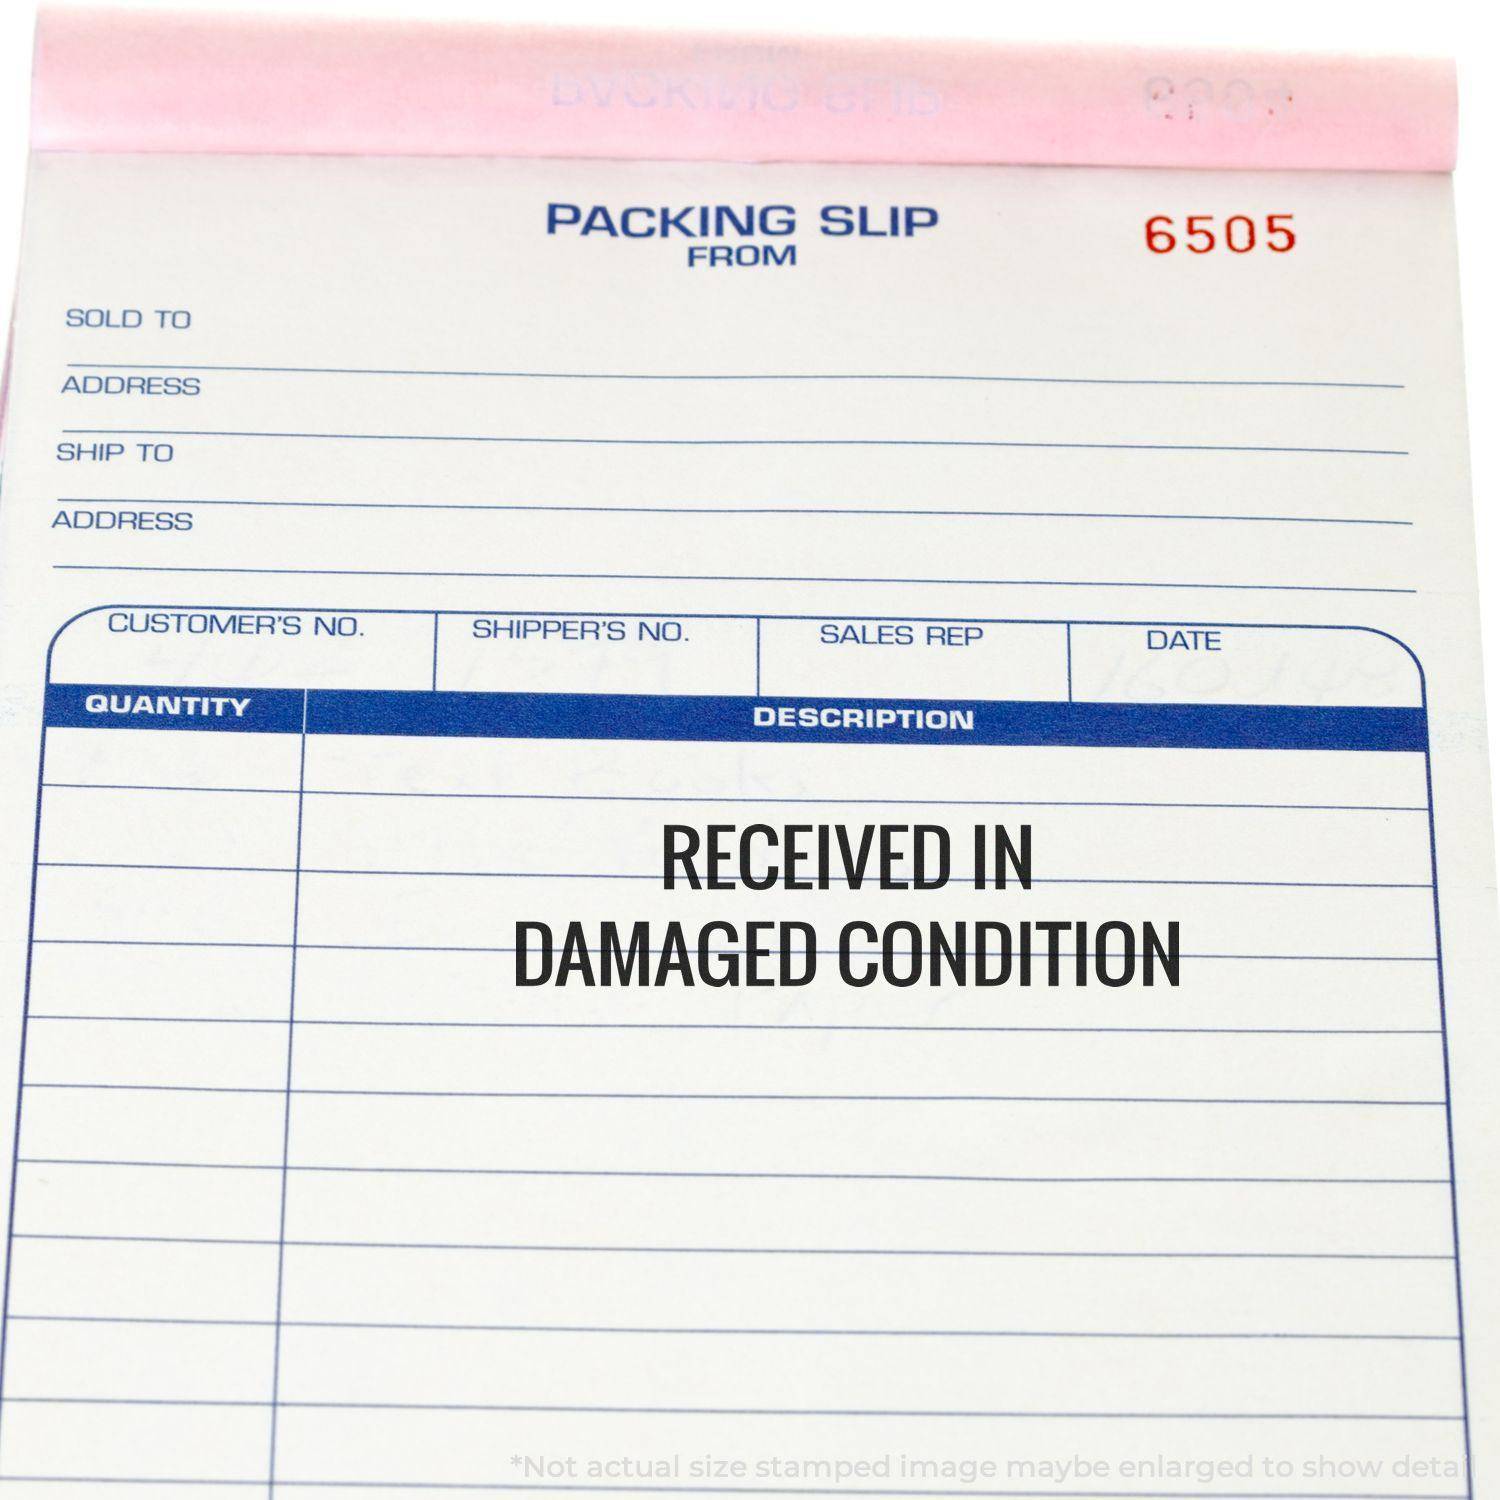 PACKING SLIP
FROM
6505
SOLD TO
ADDRESS
SHIP TO
ADDRESS
CUSTOMER'S NO. SHIPPER'S NO. SALES REP DATE
QUANTITY DESCRIPTION
RECEIVED IN
DAMAGED CONDITION
*Not actual size stamped image maybe enlarged to show detail